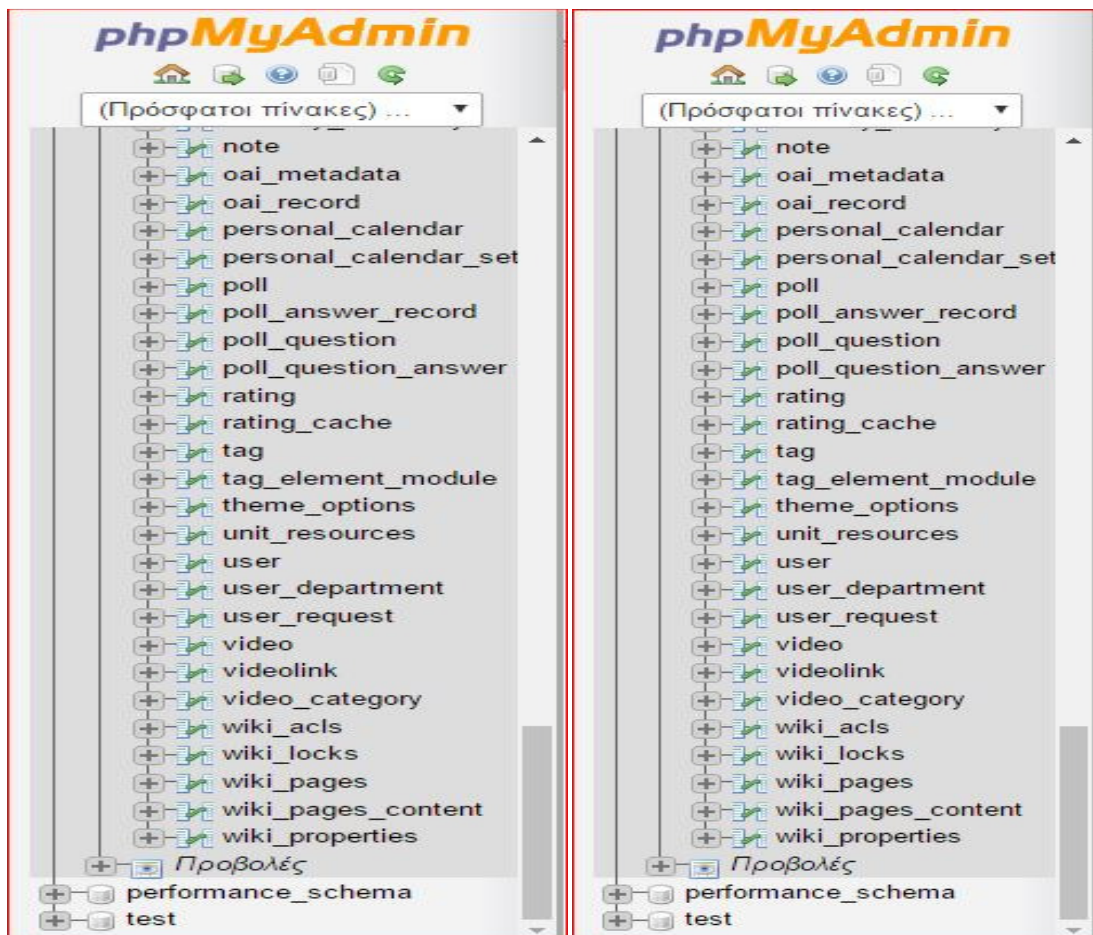 phpMyAdmin
(Πρόσφατοι πίνακες) ...
note
oai_metadata
oai_record
personal_calendar
personal_calendar_set
poll
poll_answer_record
poll_question
poll_question_answer
rating
rating_cache
tag
tag_element_module
theme_options
unit_resources
user
user_department
user_request
video
videolink
video_category
wiki_acls
wiki_locks
wiki_pages
wiki_pages_content
wiki_properties
Προβολές
performance_schema
test
phpMyAdmin
(Πρόσφατοι πίνακες) ...
note
oai_metadata
oai_record
personal_calendar
personal_calendar_set
poll
poll_answer_record
poll_question
poll_question_answer
rating
rating_cache
tag
tag_element_module
theme_options
unit_resources
user
user_department
user_request
video
videolink
video_category
wiki_acls
wiki_locks
wiki_pages
wiki_pages_content
wiki_properties
Προβολές
performance_schema
test